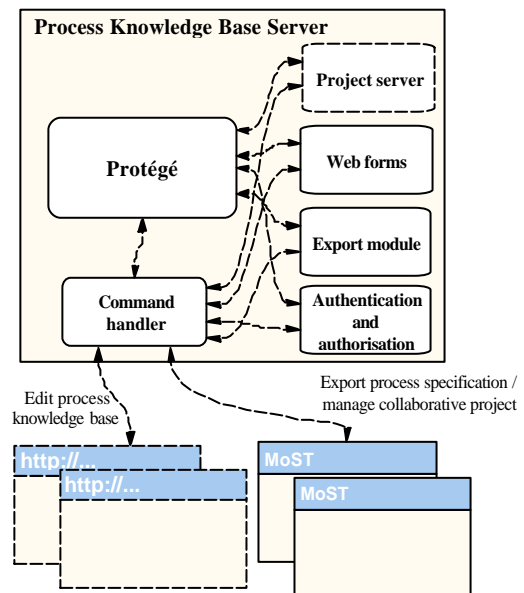 Process Knowledge Base Server
Project server
Protégé
Web forms
Export module
Command
handler
Authentication
and
authorisation
Edit process
knowledge base
Export process specification /
manage collaborative project
http://...
http://...
MoST
MoST